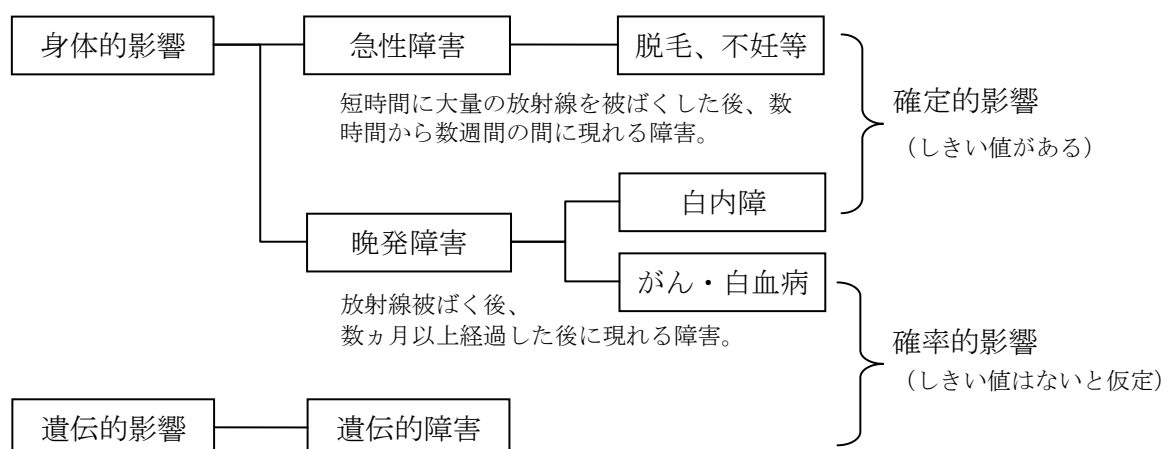 身体的影響
急性障害
脱毛、不妊等
短時間に大量の放射線を被ばくした後、数
時間から数週間の間に現れる障害。
確定的影響
（しきい値がある）
白内障
晩発障害
がん・白血病
放射線被ばく後、
数ヵ月以上経過した後に現れる障害。
確率的影響
（しきい値はないと仮定）
遺伝的影響
遺伝的障害